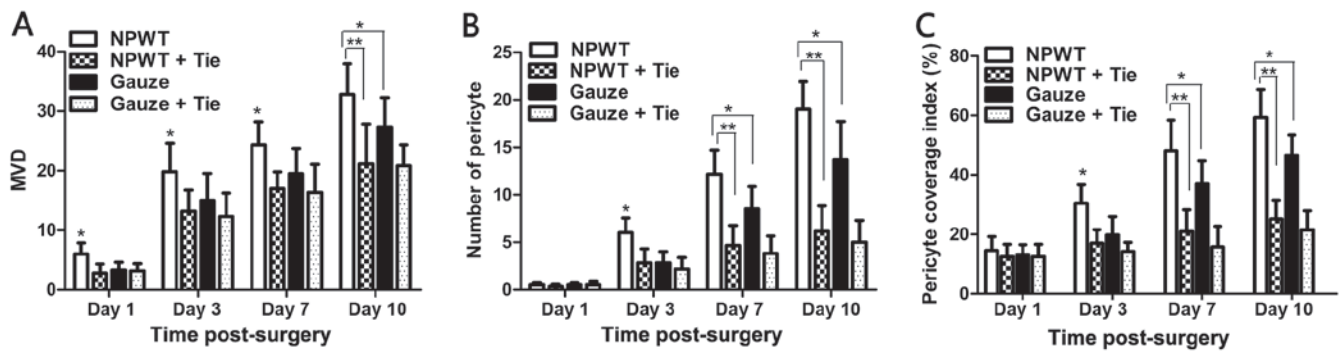 A
NPWT
NPWT + Tie
Gauze
Gauze + Tie
MVD
40
30
20
10
0
*
*
*
**
*
Day 1 Day 3 Day 7 Day 10
Time post-surgery
B
NPWT
NPWT + Tie
Gauze
Gauze + Tie
Number of pericyte
25
20
15
10
5
0
*
**
*
**
*
Day 1 Day 3 Day 7 Day 10
Time post-surgery
C
NPWT
NPWT + Tie
Gauze
Gauze + Tie
Pericyte coverage index (%)
80
60
40
20
0
*
**
*
**
*
Day 1 Day 3 Day 7 Day 10
Time post-surgery